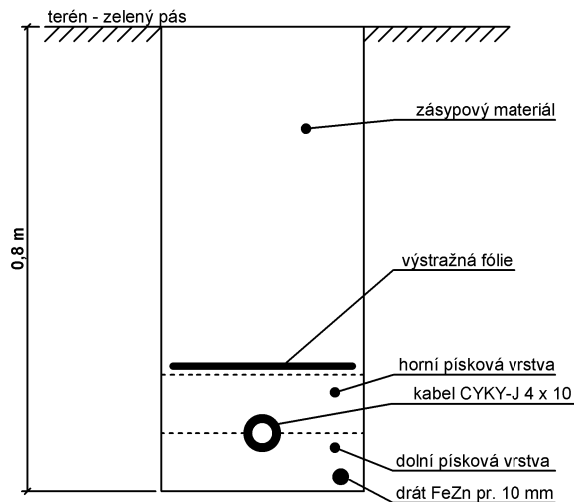 terén - zelený pás
zásypový materiál
0,8 m
výstražná fólie
horní písková vrstva
kabel CYKY-J 4 x 10
dolní písková vrstva
drát FeZn pr. 10 mm